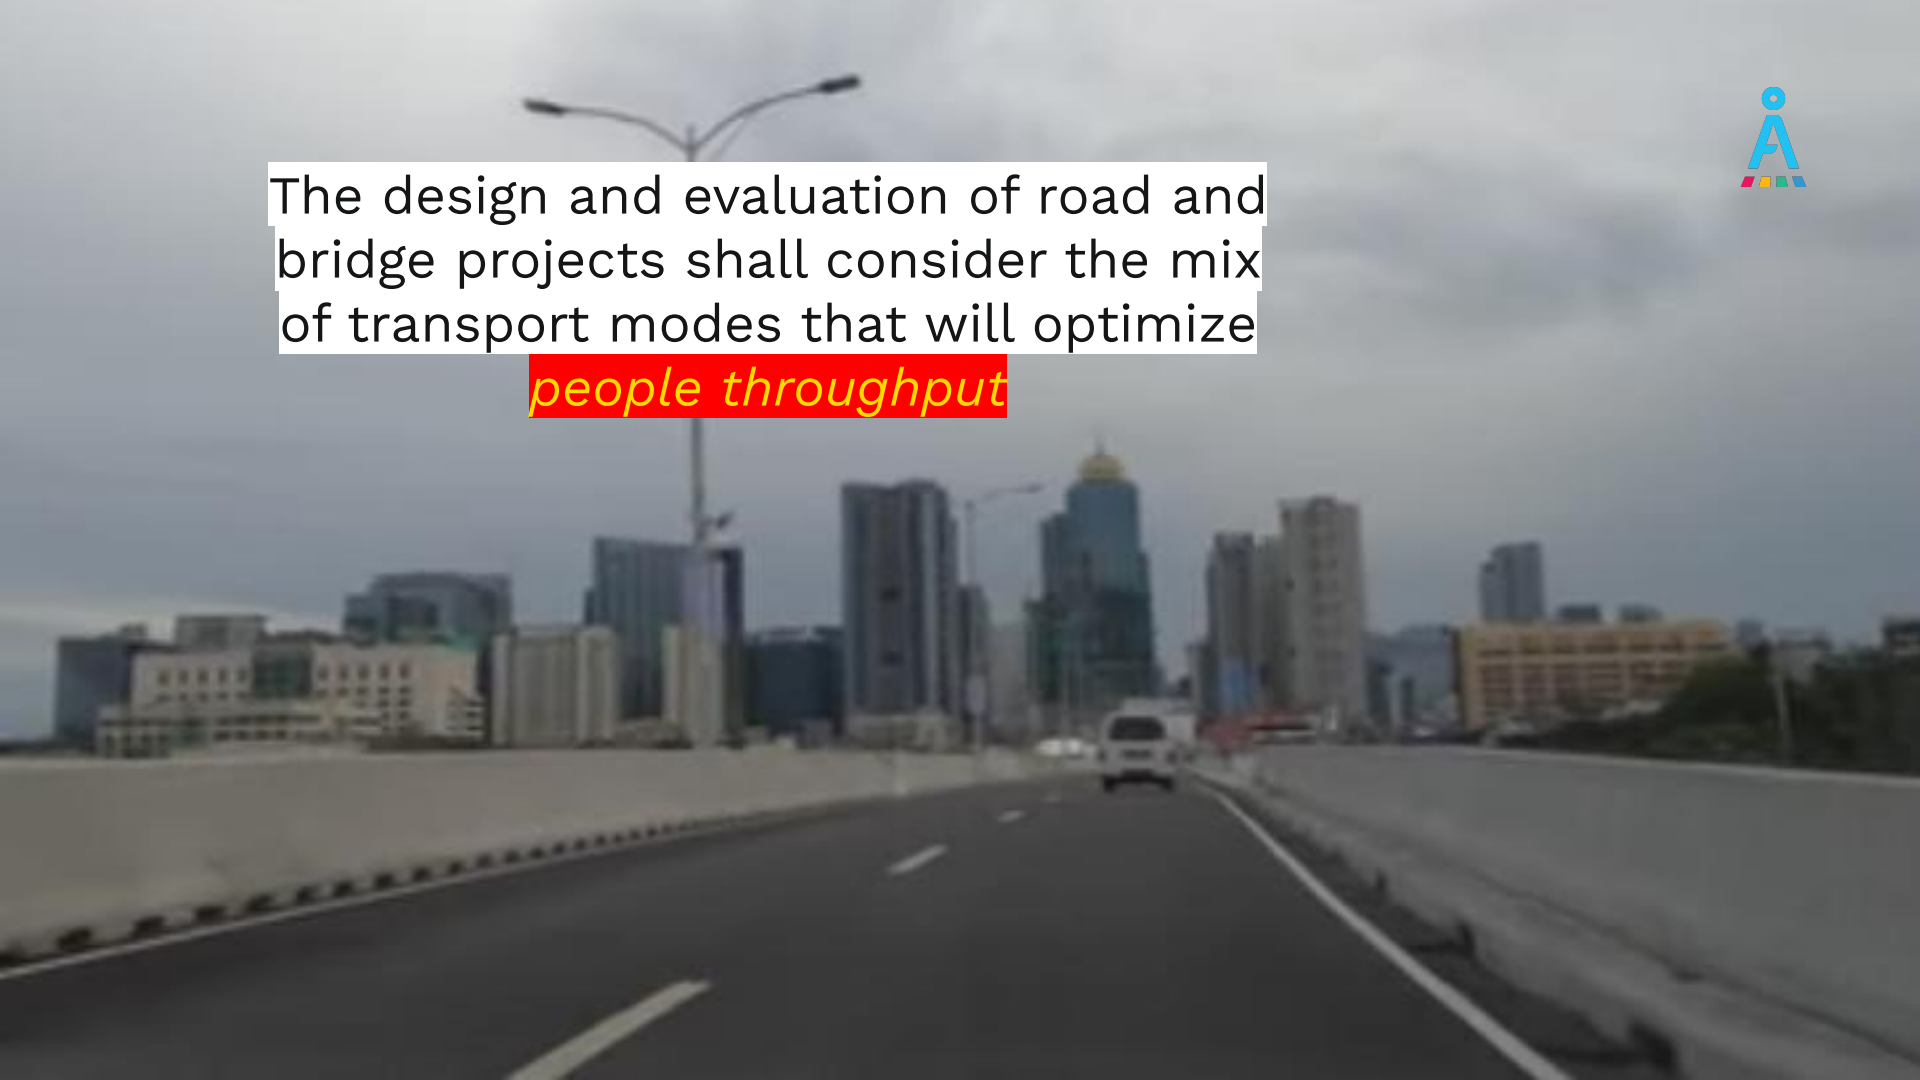 The design and evaluation of road and
bridge projects shall consider the mix
of transport modes that will optimize
people throughput